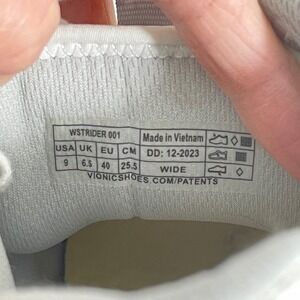 WSTRIDER 001 Made in Vietnam
USA UK EU CM DD: 12-2023
9 6.5 40 25.5 WIDE
VIONICSHOES.COM/PATENTS